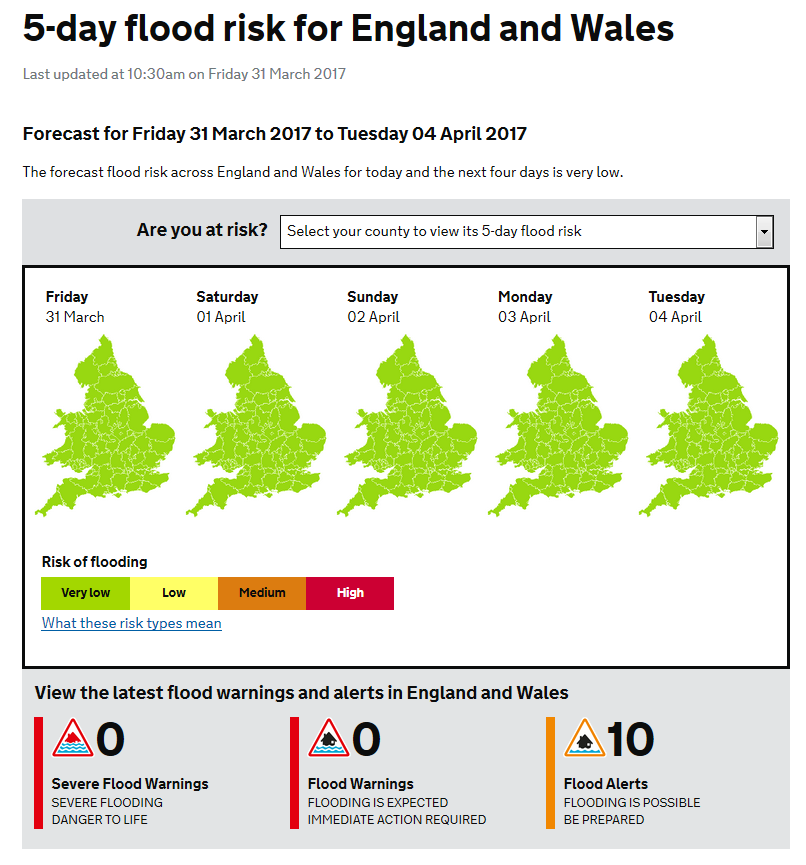 5-day flood risk for England and Wales
Last updated at 10:30am on Friday 31 March 2017
Forecast for Friday 31 March 2017 to Tuesday 04 April 2017
The forecast flood risk across England and Wales for today and the next four days is very low.
Are you at risk? Select your county to view its 5-day flood risk
Friday Saturday Sunday Monday Tuesday
31 March 01 April 02 April 03 April 04 April
Risk of flooding
Very low Low Medium High
What these risk types mean
View the latest flood warnings and alerts in England and Wales
0 0 10
Severe Flood Warnings Flood Warnings Flood Alerts
SEVERE FLOODING FLOODING IS EXPECTED FLOODING IS POSSIBLE
DANGER TO LIFE IMMEDIATE ACTION REQUIRED BE PREPARED